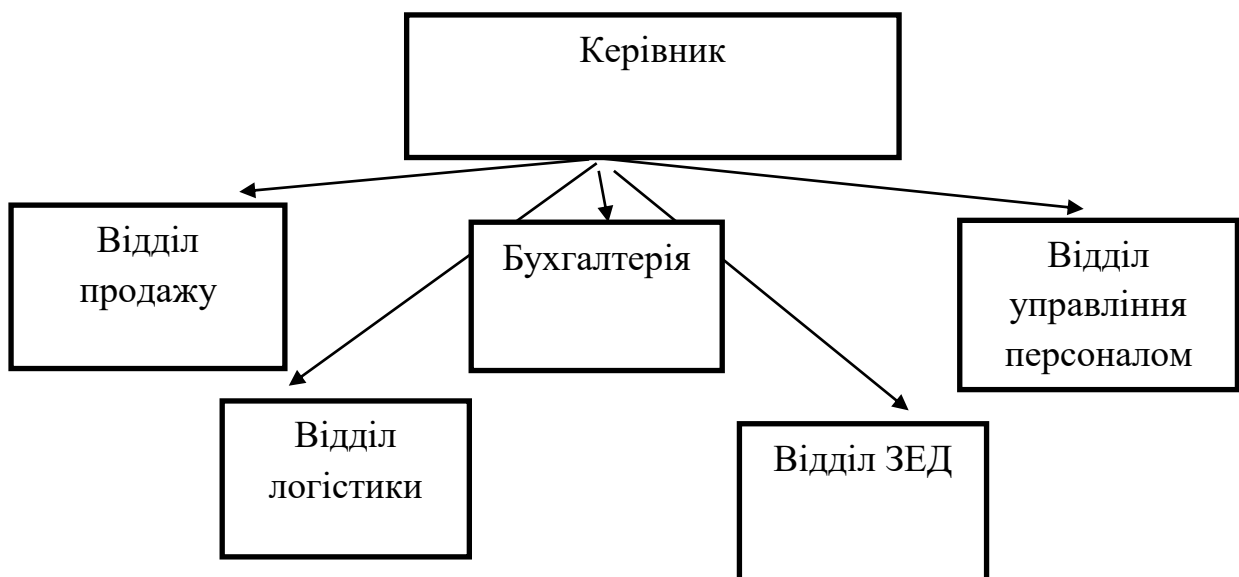 Керівник
Відділ
продажу
Бухгалтерія
Відділ
управління
персоналом
Відділ
логістики
Відділ ЗЕД